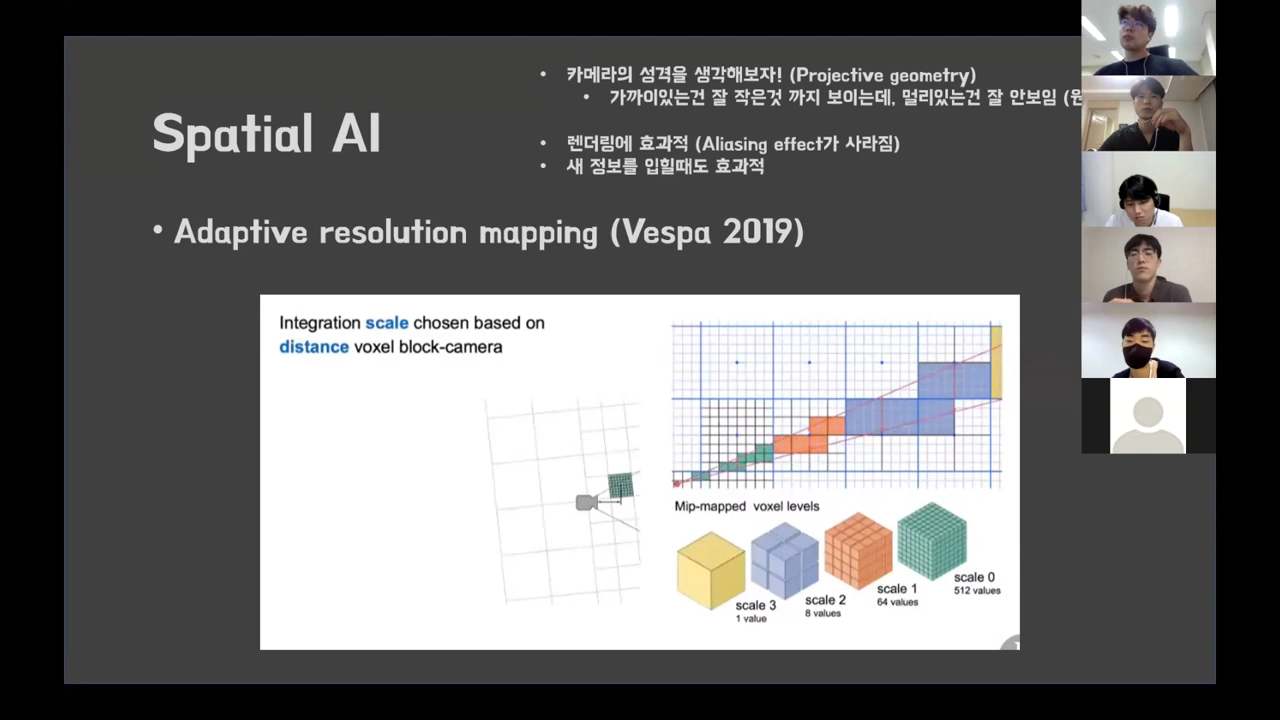 Spatial AI
• 카메라의 성격을 생각해보자! (Projective geometry)
• 가까이있는건 잘 작은것 까지 보이는데, 멀리있는건 잘 안보임 (원
• 렌더링에 효과적 (Aliasing effect가 사라짐)
• 새 정보를 입힐때도 효과적
• Adaptive resolution mapping (Vespa 2019)
Integration scale chosen based on
distance voxel block-camera
Mip-mapped voxel levels
scale 3
1 value
scale 2
8 values
scale 1
64 values
scale 0
512 values